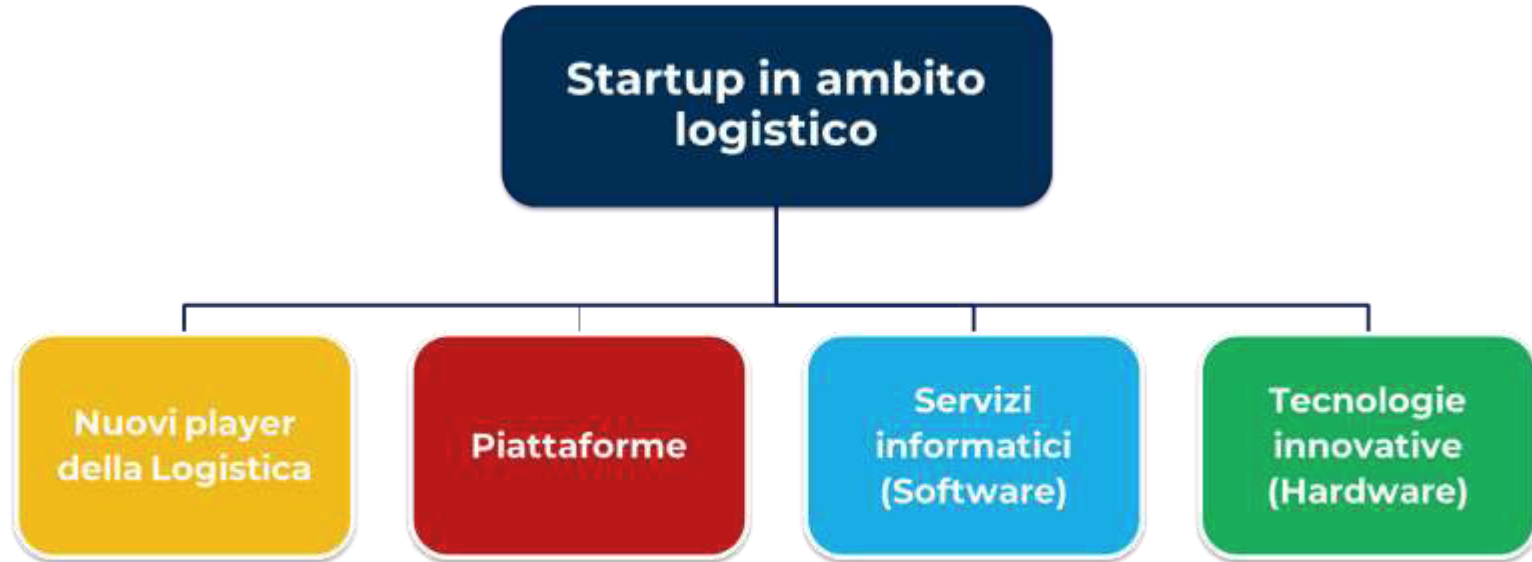 Startup in ambito
logistico
Nuovi player
della Logistica
Piattaforme
Servizi
informatici
(Software)
Tecnologie
innovative
(Hardware)